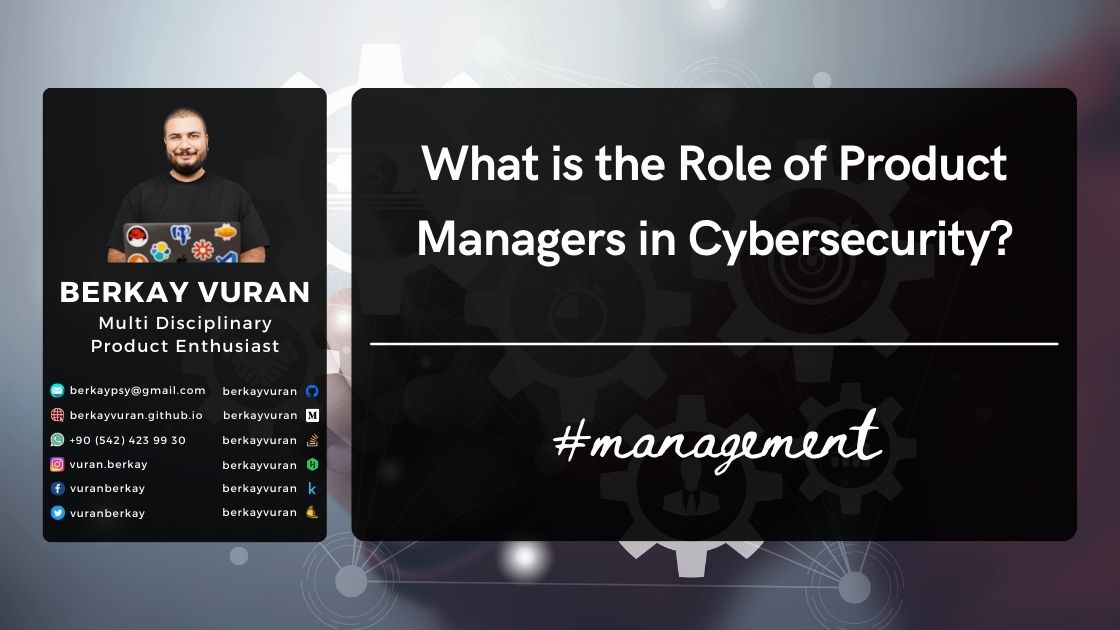 BERKAY VURAN
Multi Disciplinary
Product Enthusiast
berkaypsy@gmail.com
berkayvuran
berkayvuran.github.io
berkayvuran
M
+90 (542) 423 99 30
berkayvuran
vuran.berkay
berkayvuran
vuranberkay
berkayvuran
k
vuranberkay
berkayvuran
What is the Role of Product
Managers in Cybersecurity?
#management